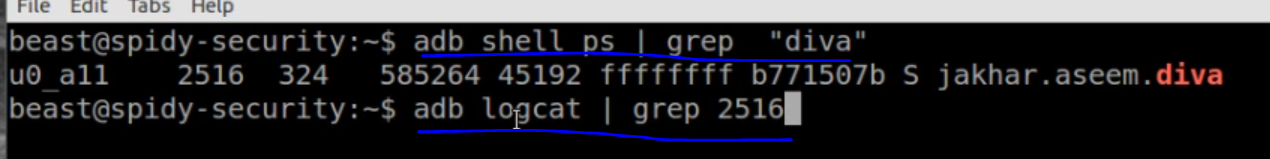 File Edit Tabs Help
beast@spidy-security:~$ adb shell ps | grep  "diva"
u0_a11    2516  324   585264 45192 ffffffff b771507b S jakhar.aseem.diva
beast@spidy-security:~$ adb logcat | grep 2516